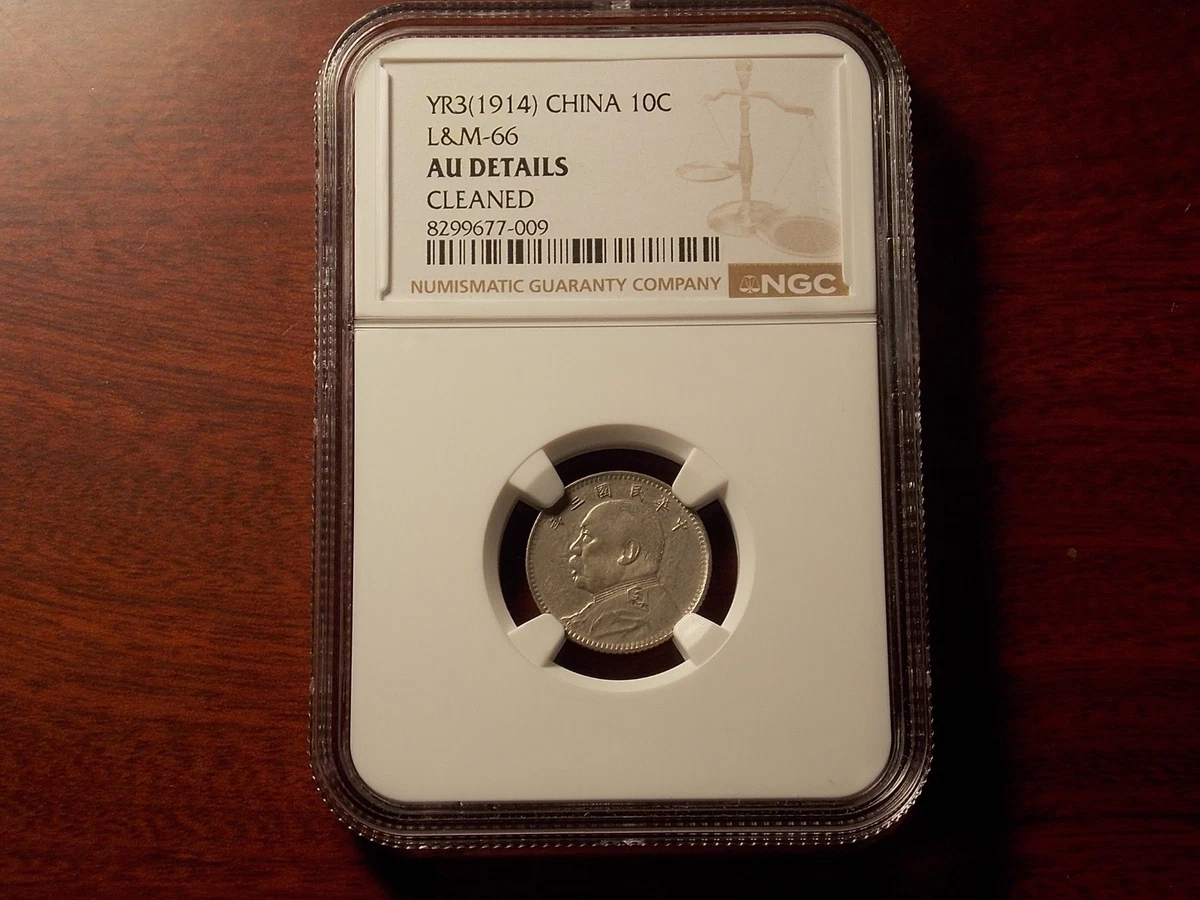 YR3(1914) CHINA 10C
L&M-66
AU DETAILS
CLEANED
8299677-009
NUMISMATIC GUARANTY COMPANY NGC
年三國民華中